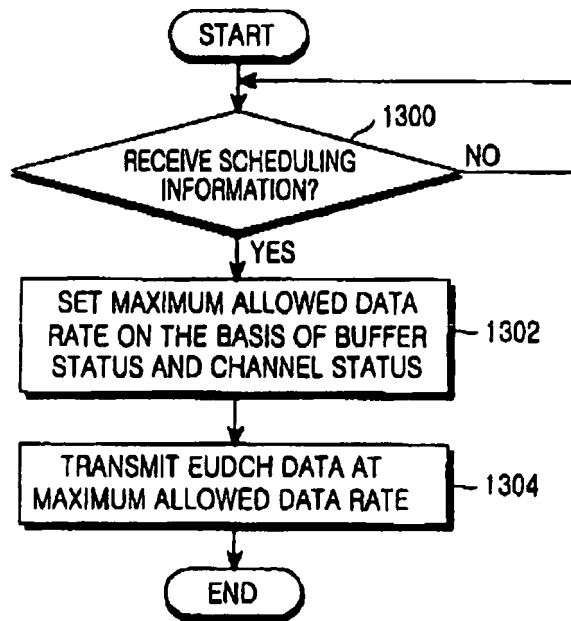 START
1300
RECEIVE SCHEDULING
INFORMATION?
NO
YES
SET MAXIMUM ALLOWED DATA
RATE ON THE BASIS OF BUFFER
STATUS AND CHANNEL STATUS
1302
TRANSMIT EUDCH DATA AT
MAXIMUM ALLOWED DATA RATE
1304
END